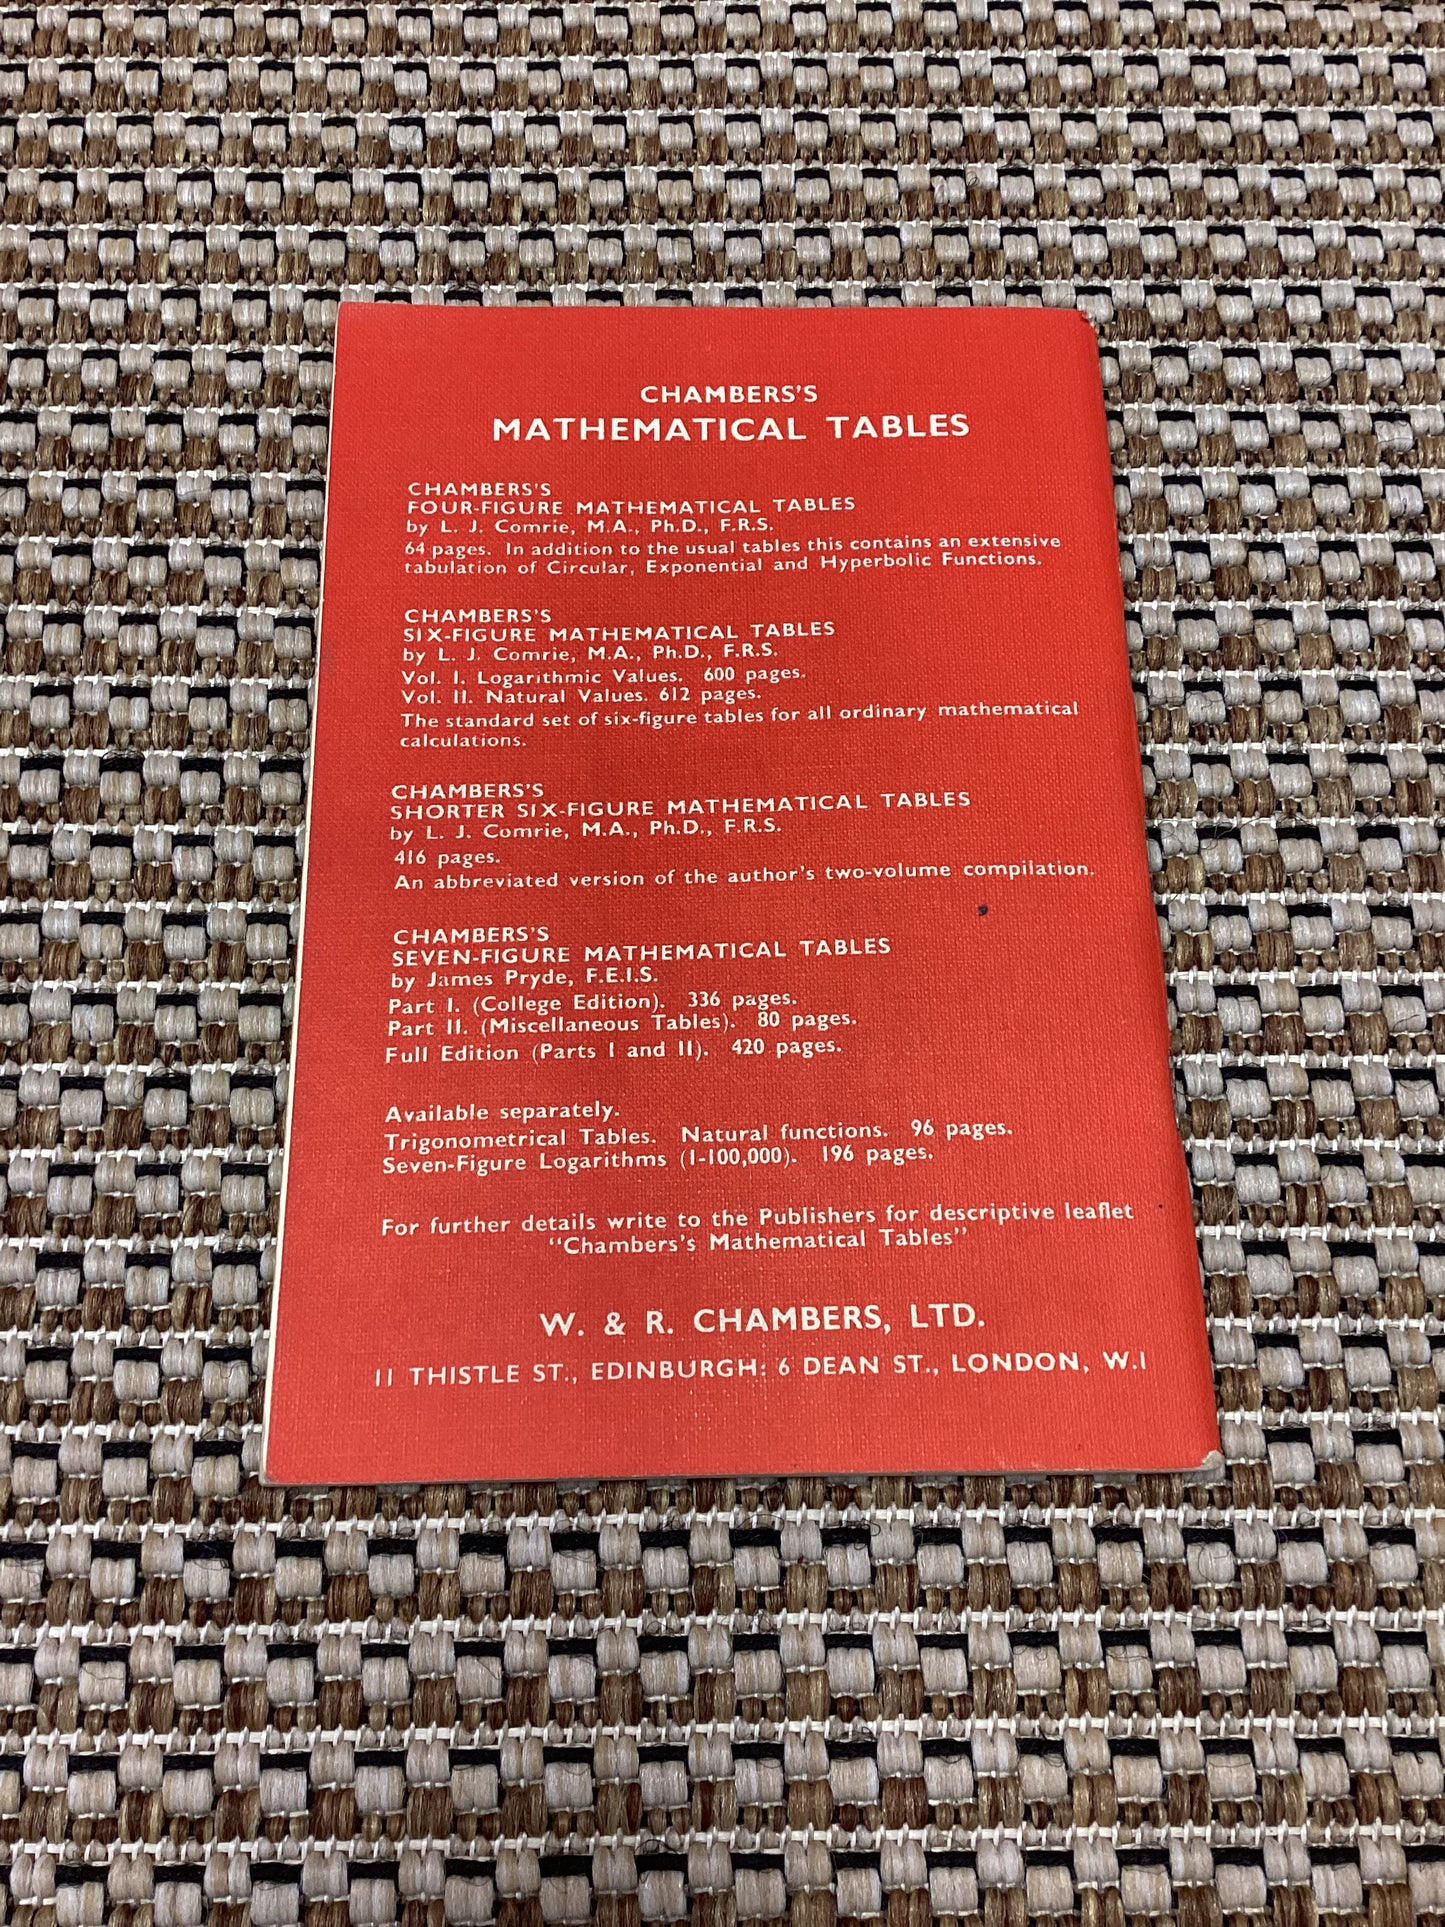 CHAMBERS'S
MATHEMATICAL TABLES
CHAMBERS'S
FOUR-FIGURE MATHEMATICAL TABLES
by L. J. Comrie, M.A., Ph.D., F.R.S.
64 pages. In addition to the usual tables this contains an extensive
tabulation of Circular, Exponential and Hyperbolic Functions.
CHAMBERS'S
SIX-FIGURE MATHEMATICAL TABLES
by L. J. Comrie, M.A., Ph.D., F.R.S.
Vol. I. Logarithmic Values. 600 pages.
Vol. II. Natural Values. 612 pages.
The standard set of six-figure tables for all ordinary mathematical
calculations.
CHAMBERS'S
SHORTER SIX-FIGURE MATHEMATICAL TABLES
by L. J. Comrie, M.A., Ph.D., F.R.S.
416 pages.
An abbreviated version of the author's two-volume compilation.
CHAMBERS'S
SEVEN-FIGURE MATHEMATICAL TABLES
by James Pryde, F.E.I.S.
Part I. (College Edition). 336 pages.
Part II. (Miscellaneous Tables). 80 pages.
Full Edition (Parts I and II). 420 pages.
Available separately.
Trigonometrical Tables. Natural functions. 96 pages.
Seven-Figure Logarithms (1-100,000). 196 pages.
For further details write to the Publishers for descriptive leaflet
"Chambers's Mathematical Tables"
W. & R. CHAMBERS, LTD.
11 THISTLE ST., EDINBURGH: 6 DEAN ST., LONDON, W.1